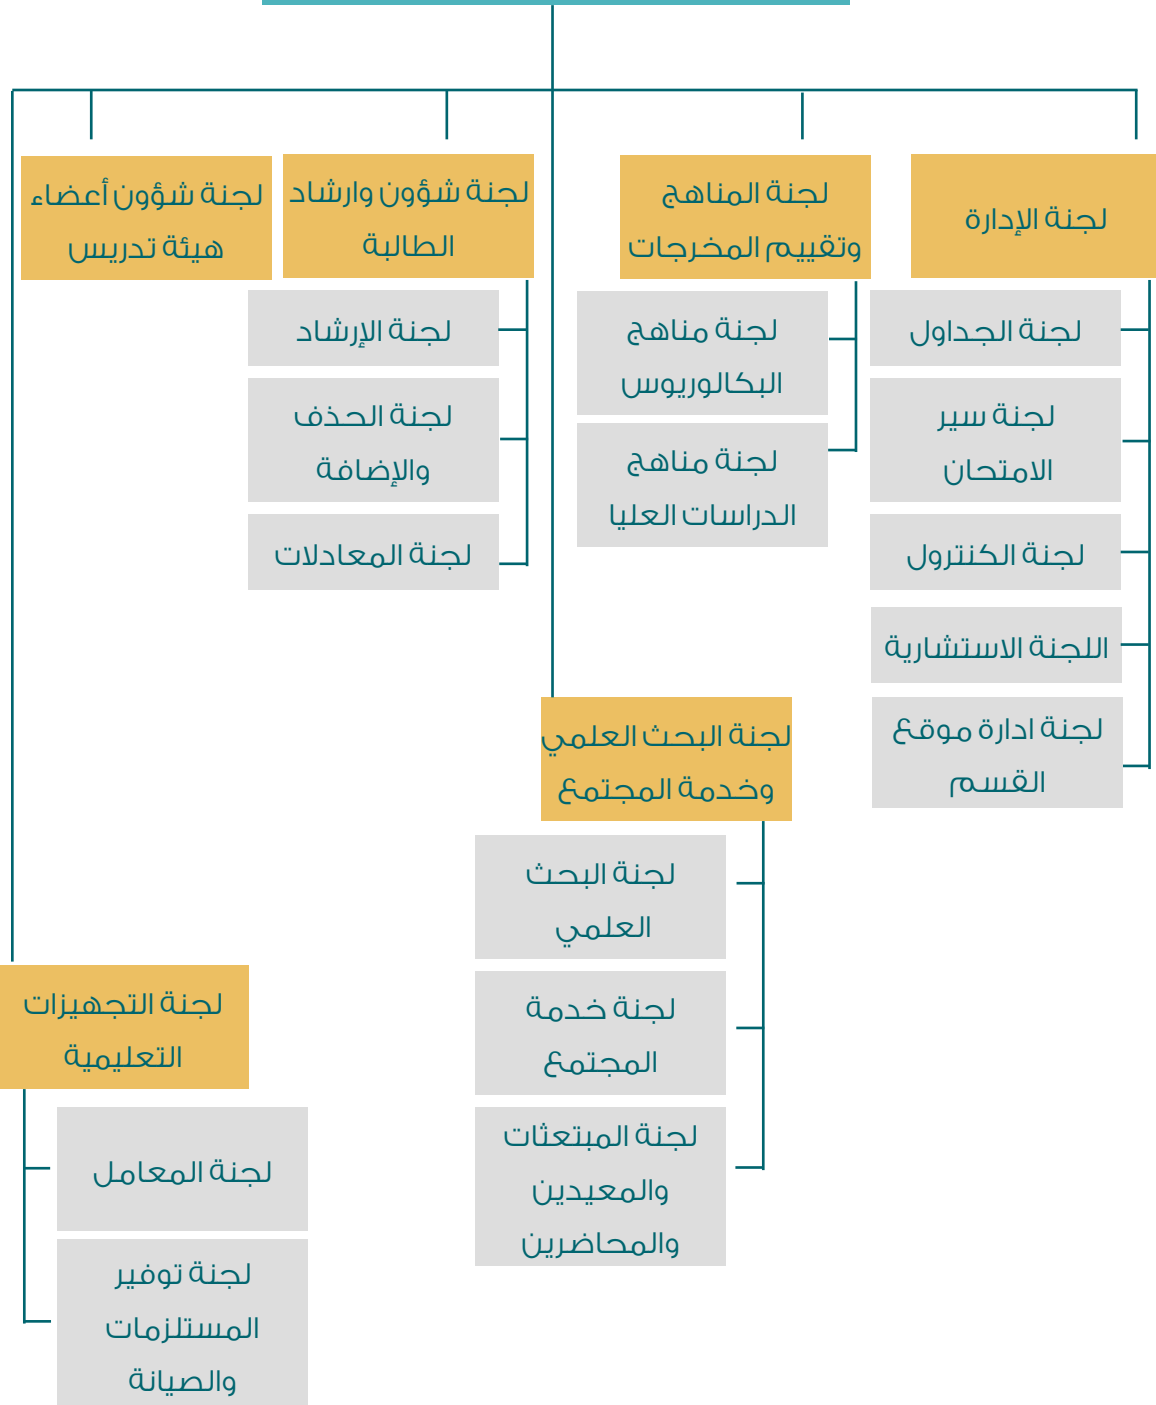 لجنة الإدارة
لجنة الجداول
لجنة سير
الامتحان
لجنة الكنترول
اللجنة الاستشارية
لجنة ادارة موقع
القسم
لجنة المناهج
وتقييم المخرجات
لجنة مناهج
البكالوريوس
لجنة مناهج
الدراسات العليا
لجنة شؤون وارشاد
الطالبة
لجنة الإرشاد
لجنة الحذف
والإضافة
لجنة المعادلات
لجنة شؤون أعضاء
هيئة تدريس
لجنة البحث العلمي
وخدمة المجتمع
لجنة البحث
العلمي
لجنة خدمة
المجتمع
لجنة المبتعثات
والمعيدين
والمحاضرين
لجنة التجهيزات
التعليمية
لجنة المعامل
لجنة توفير
المستلزمات
والصيانة